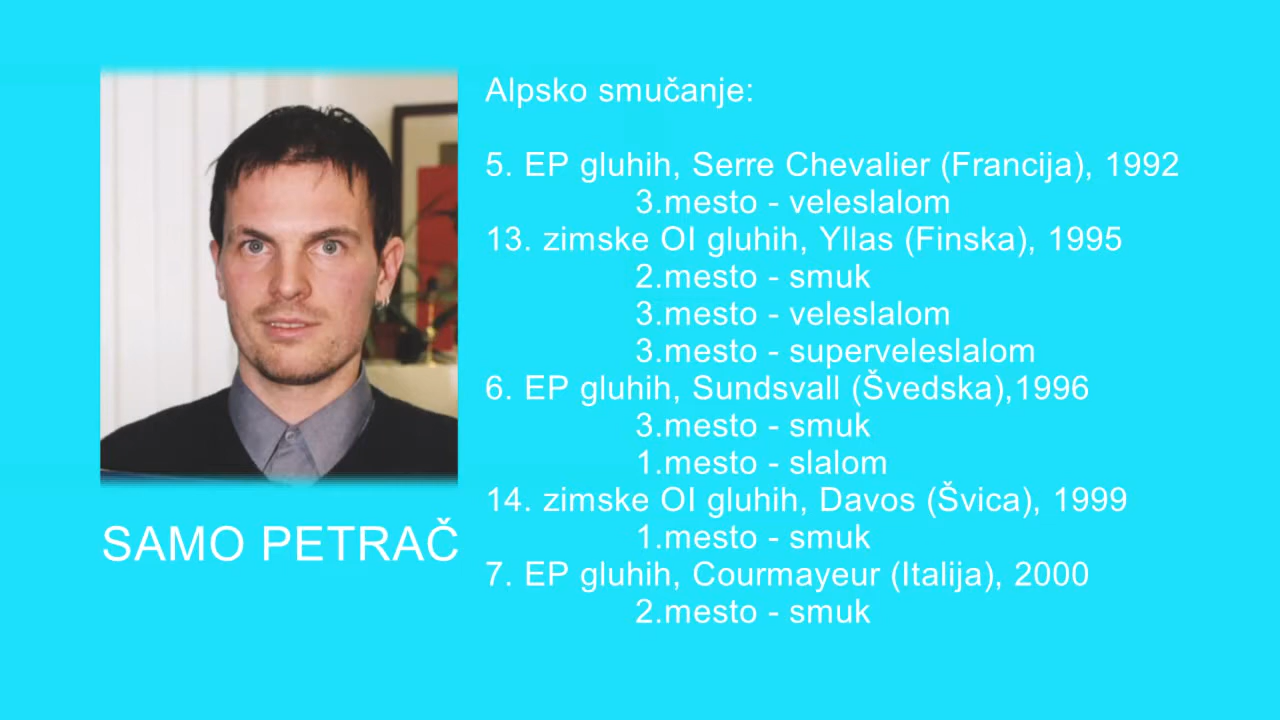 Alpsko smučanje:
5. EP gluhih, Serre Chevalier (Francija), 1992
3.mesto - veleslalom
13. zimske OI gluhih, Yllas (Finska), 1995
2.mesto - smuk
3.mesto - veleslalom
3.mesto - superveleslalom
6. EP gluhih, Sundsvall (Švedska),1996
3.mesto - smuk
1.mesto - slalom
14. zimske OI gluhih, Davos (Švica), 1999
1.mesto - smuk
7. EP gluhih, Courmayeur (Italija), 2000
2.mesto - smuk
SAMO PETRAČ